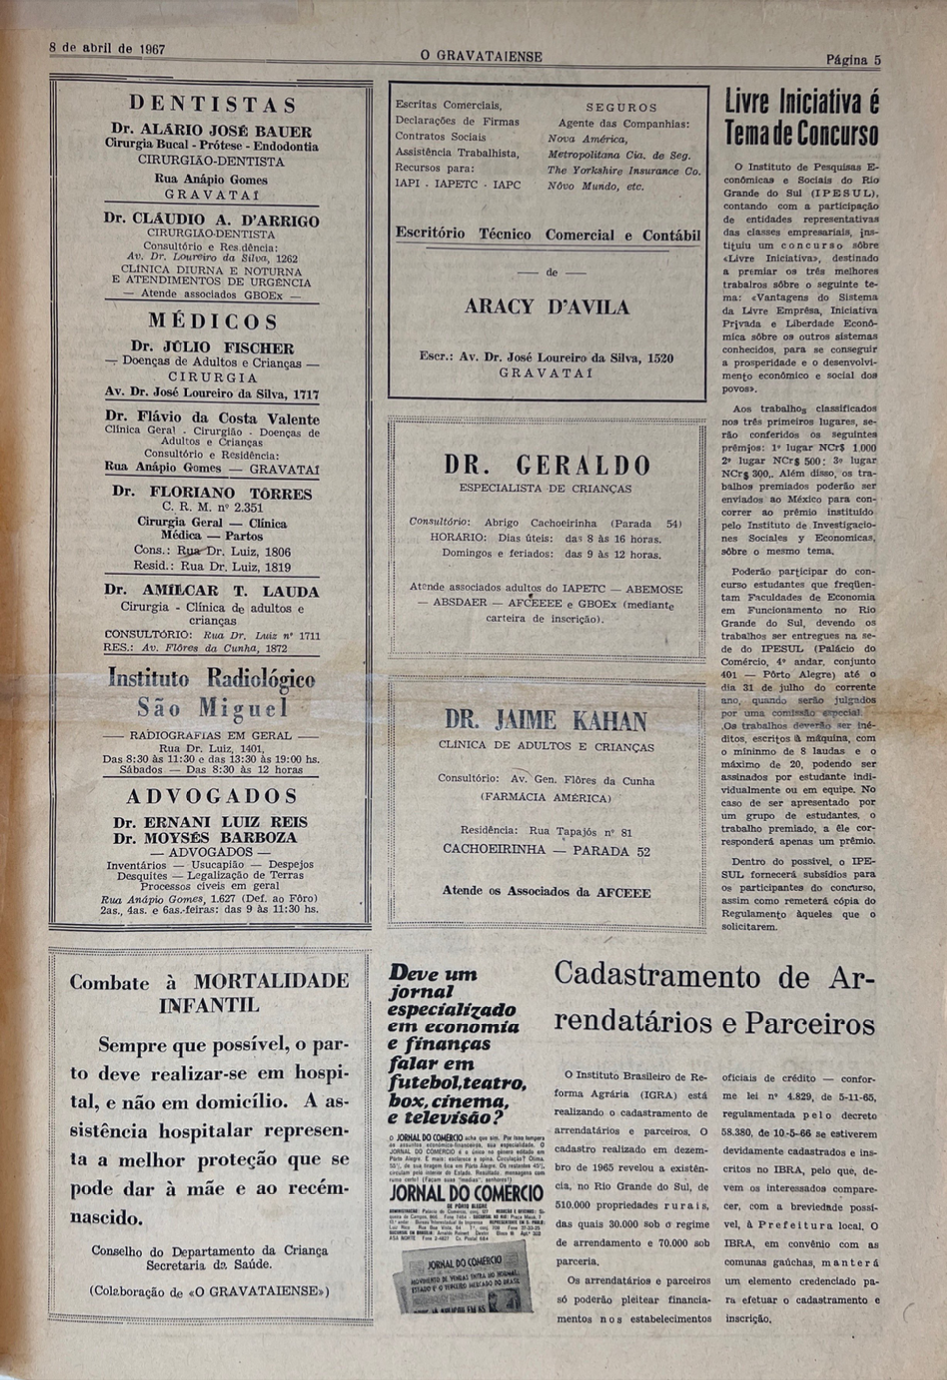 8 de abril de 1967
O GRAVATAIENSE
Página 5
DENTISTAS
Dr. ALÁRIO JOSÉ BAUER
Cirurgia Bucal - Prótese - Endodontia
CIRURGIÃO-DENTISTA
Rua Anápio Gomes
GRAVATAÍ
Dr. CLÁUDIO A. D'ARRIGO
CIRURGIÃO-DENTISTA
Consultório e Residência:
Av. Dr. Loureiro da Silva, 1262
CLÍNICA DIURNA E NOTURNA
E ATENDIMENTOS DE URGÊNCIA
— Atende associados GBOEx —
MÉDICOS
Dr. JÚLIO FISCHER
— Doenças de Adultos e Crianças —
CIRURGIA
Av. Dr. José Loureiro da Silva, 1717
Dr. Flávio da Costa Valente
Clínica Geral - Cirurgião - Doenças de
Adultos e Crianças
Consultório e Residência:
Rua Anápio Gomes — GRAVATAÍ
Dr. FLORIANO TÔRRES
C. R. M. nº 2.351
Cirurgia Geral — Clínica
Médica — Partos
Cons.: Rua Dr. Luiz, 1806
Resid.: Rua Dr. Luiz, 1819
Dr. AMÍLCAR T. LAUDA
Cirurgia - Clínica de adultos e
crianças
CONSULTÓRIO: Rua Dr. Luiz nº 1711
RES.: Av. Flôres da Cunha, 1872
Instituto Radiológico
São Miguel
— RADIOGRAFIAS EM GERAL —
Rua Dr. Luiz, 1401,
Das 8:30 às 11:30 e das 13:30 às 19:00 hs.
Sábados — Das 8:30 às 12 horas
ADVOGADOS
Dr. ERNANI LUIZ REIS
Dr. MOYSÉS BARBOZA
— ADVOGADOS —
Inventários — Usucapião — Despejos
Desquites — Legalização de Terras
Processos cíveis em geral
Rua Anápio Gomes, 1.627 (Def. ao Fôro)
2as., 4as. e 6as.-feiras: das 9 às 11:30 hs.
Combate à MORTALIDADE
INFANTIL
Sempre que possível, o par-
to deve realizar-se em hospi-
tal, e não em domicílio. A as-
sistência hospitalar represen-
ta a melhor proteção que se
pode dar à mãe e ao recém-
nascido.
Conselho do Departamento da Criança
Secretaria da Saúde.
(Colaboração de «O GRAVATAIENSE»)
Escritas Comerciais,
Declarações de Firmas
Contratos Sociais
Assistência Trabalhista,
Recursos para:
IAPI - IAPETC - IAPC
SEGUROS
Agente das Companhias:
Nova América,
Metropolitana Cia. de Seg.
The Yorkshire Insurance Co.
Nôvo Mundo, etc.
Escritório Técnico Comercial e Contábil
— de —
ARACY D'AVILA
Escr.: Av. Dr. José Loureiro da Silva, 1520
GRAVATAÍ
DR. GERALDO
ESPECIALISTA DE CRIANÇAS
Consultório: Abrigo Cachoeirinha (Parada 54)
HORÁRIO: Dias úteis: das 8 às 16 horas.
Domingos e feriados: das 9 às 12 horas.
Atende associados adultos do IAPETC — ABEMOSE
— ABSDAER — AFCEEEE e GBOEx (mediante
carteira de inscrição).
DR. JAIME KAHAN
CLÍNICA DE ADULTOS E CRIANÇAS
Consultório: Av. Gen. Flôres da Cunha
(FARMÁCIA AMÉRICA)
Residência: Rua Tapajós nº 81
CACHOEIRINHA — PARADA 52
Atende os Associados da AFCEEE
Livre Iniciativa é
Tema de Concurso
O Instituto de Pesquisas E-
conômicas e Sociais do Rio
Grande do Sul (IPESUL),
contando com a participação
de entidades representativas
das classes empresariais, ins-
tituiu um concurso sôbre
«Livre Iniciativa», destinado
a premiar os três melhores
trabalros sôbre o seguinte te-
ma: «Vantagens do Sistema
da Livre Emprêsa, Iniciativa
Privada e Liberdade Econô-
mica sôbre os outros sistemas
conhecidos, para se conseguir
a prosperidade e o desenvolvi-
mento econômico e social dos
povos».
Aos trabalhos classificados
nos três primeiros lugares, se-
rão conferidos os seguintes
prêmios: 1º lugar NCr$ 1.000
2º lugar NCr$ 500; 3º lugar
NCr$ 300,. Além disso, os tra-
balhos premiados poderão ser
enviados ao México para con-
correr ao prêmio instituído
pelo Instituto de Investigacio-
nes Sociales y Economicas,
sôbre o mesmo tema.
Poderão participar do con-
curso estudantes que freqüen-
tam Faculdades de Economia
em Funcionamento no Rio
Grande do Sul, devendo os
trabalhos ser entregues na se-
de do IPESUL (Palácio do
Comércio, 4º andar, conjunto
401 — Pôrto Alegre) até o
dia 31 de julho do corrente
ano, quando serão julgados
por uma comissão especial.
Os trabalhos deverão ser iné-
ditos, escritos à máquina, com
o mínimo de 8 laudas e o
máximo de 20, podendo ser
assinados por estudante indi-
vidualmente ou em equipe. No
caso de ser apresentado por
um grupo de estudantes, o
trabalho premiado, a êle cor-
responderá apenas um prêmio.
Dentro do possível, o IPE-
SUL fornecerá subsídios para
os participantes do concurso,
assim como remeterá cópia do
Regulamento àqueles que o
solicitarem.
Deve um
jornal
especializado
em economia
e finanças
falar em
futebol,teatro,
box, cinema,
e televisão?
O JORNAL DO COMÉRCIO acha que sim.
JORNAL DO COMÉRCIO
DE PÔRTO ALEGRE
JORNAL DO COMÉRCIO
Cadastramento de Ar-
rendatários e Parceiros
O Instituto Brasileiro de Re-
forma Agrária (IGRA) está
realizando o cadastramento de
arrendatários e parceiros. O
cadastro realizado em dezem-
bro de 1965 revelou a existên-
cia, no Rio Grande do Sul, de
510.000 propriedades rurais,
das quais 30.000 sob o regime
de arrendamento e 70.000 sob
parceria.
Os arrendatários e parceiros
só poderão pleitear financia-
mentos nos estabelecimentos
oficiais de crédito — confor-
me lei nº 4.829, de 5-11-65,
regulamentada pelo decreto
58.380, de 10-5-66 se estiverem
devidamente cadastrados e ins-
critos no IBRA, pelo que, de-
vem os interessados compare-
cer, com a brevidade possí-
vel, à Prefeitura local. O
IBRA, em convênio com as
comunas gaúchas, manterá
um elemento credenciado pa-
ra efetuar o cadastramento e
inscrição.